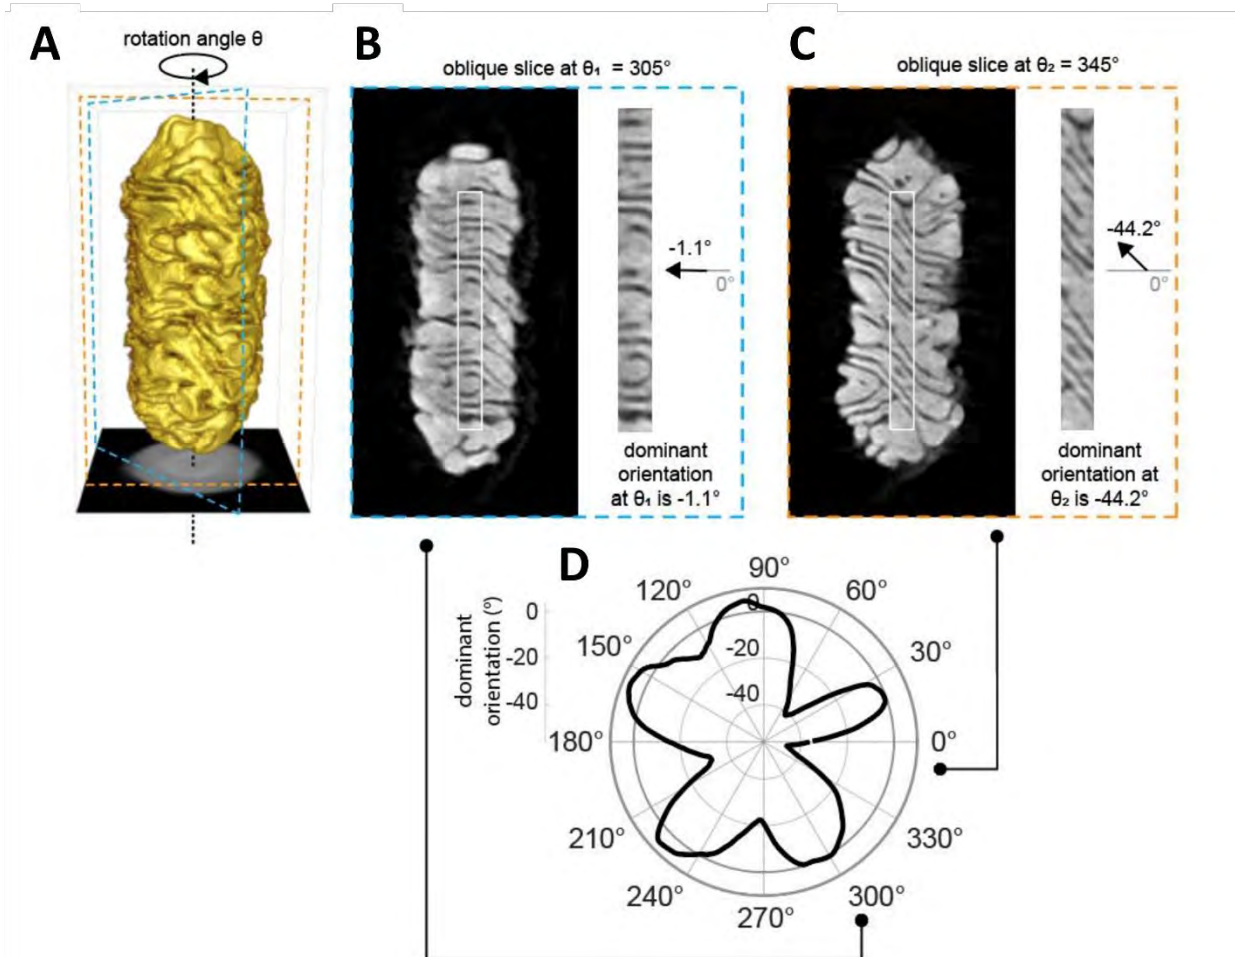 A
rotation angle θ
B
oblique slice at θ₁ = 305°
-1.1°
0°
dominant
orientation
at θ₁ is -1.1°
C
oblique slice at θ₂ = 345°
-44.2°
0°
dominant
orientation at
θ₂ is -44.2°
D
dominant
orientation (°)
0
-20
-40
0
-20
-40
90°
60°
30°
0°
330°
300°
270°
240°
210°
180°
150°
120°